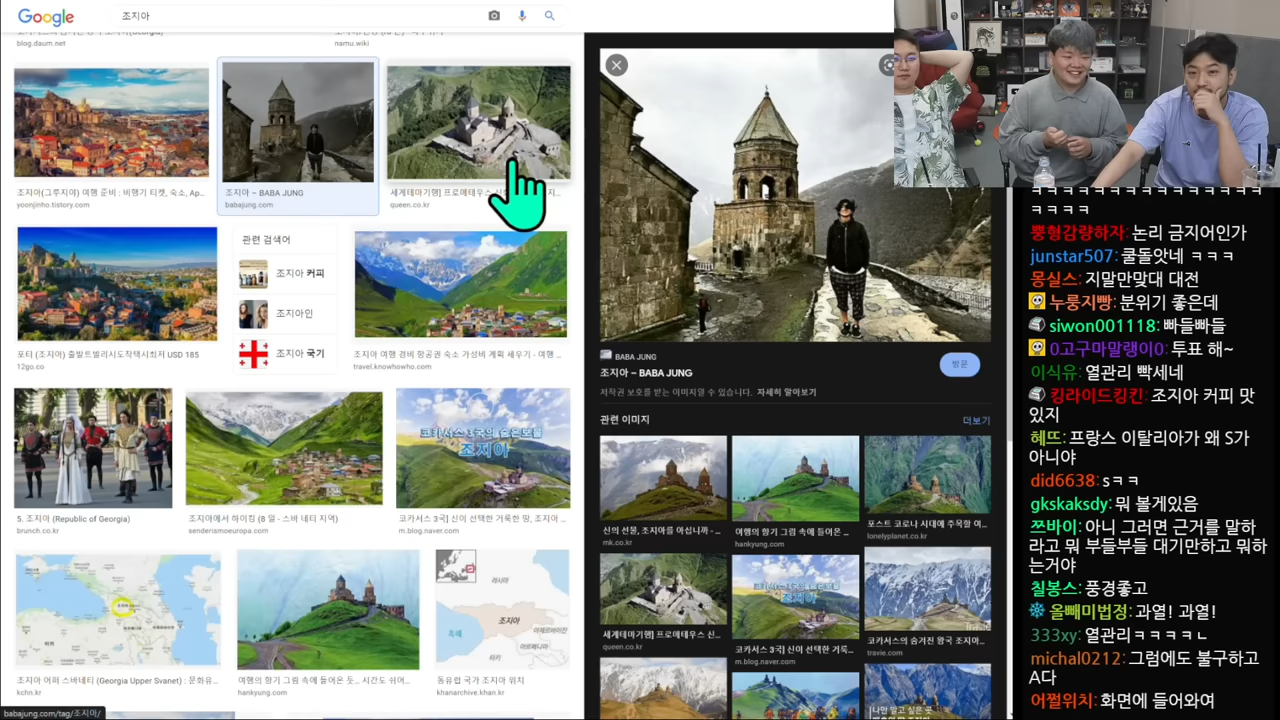 Google
조지아
blog.daum.net
namu.wiki
조지아(그루지야) 여행 준비 : 비행기 티켓, 숙소, Ap...
yoonjinho.tistory.com
조지아 – BABA JUNG
babajung.com
세계테마기행] 프로메테우스
queen.co.kr
관련 검색어
조지아 커피
조지아인
조지아 국기
포티 (조지아) 출발트빌리시도착택시최저 USD 185
12go.co
조지아 여행 경비 항공권 숙소 가성비 계획 세우기 - 여행 ...
travel.knowhowho.com
코카서스 3국의 숨은보물
조지아
5. 조지아 (Republic of Georgia)
brunch.co.kr
조지아에서 하이킹 (8 일 - 스바 네티 지역)
senderismoeuropa.com
코카서스 3국] 신이 선택한 거룩한 땅, 조지아 ...
m.blog.naver.com
러시아
조지아
흑해
터키
조지아 어퍼 스바네티 (Georgia Upper Svanet) : 문화유...
kchn.kr
여행의 향기 그림 속에 들어온 듯... 시간도 쉬어...
hankyung.com
동유럽 국가 조지아 위치
khanarchive.khan.kr
babajung.com/tag/조지아/
BABA JUNG
조지아 – BABA JUNG
방문
저작권 보호를 받는 이미지일 수 있습니다. 자세히 알아보기
관련 이미지
더보기
신의 선물, 조지아를 아십니까 - ...
mk.co.kr
여행의 향기 그림 속에 들어온 ...
hankyung.com
포스트 코로나 시대에 주목할 여...
lonelyplanet.co.kr
세계테마기행] 프로메테우스 신...
queen.co.kr
코카서스 3국] 신이 선택한 거룩...
m.blog.naver.com
코카서스의 숨겨진 왕국 조지아...
travie.com
ㅋㅋㅋㅋ
뿡형감량하자: 논리 금지어인가
junstar507: 쿨돌앗네 ㅋㅋㅋ
몽실스: 지말만맞대 대전
누룽지빵: 분위기 좋은데
siwon001118: 빠들빠들
0고구마말랭이0: 투표 해~
이식유: 열관리 빡세네
킹라이드킹킨: 조지아 커피 맛
있지
헤뜨: 프랑스 이탈리아가 왜 S가
아니야
did6638: sㅋㅋ
gkskaksdy: 뭐 볼게있음
쯔바이: 아니 그러면 근거를 말하
라고 뭐 부들부들 대기만하고 뭐하
는거야
칠봉스: 풍경좋고
올빼미법정: 과열! 과열!
333xy: 열관리ㅋㅋㅋㅋㄴ
michal0212: 그럼에도 불구하고
A다
어쩔위치: 화면에 들어와여